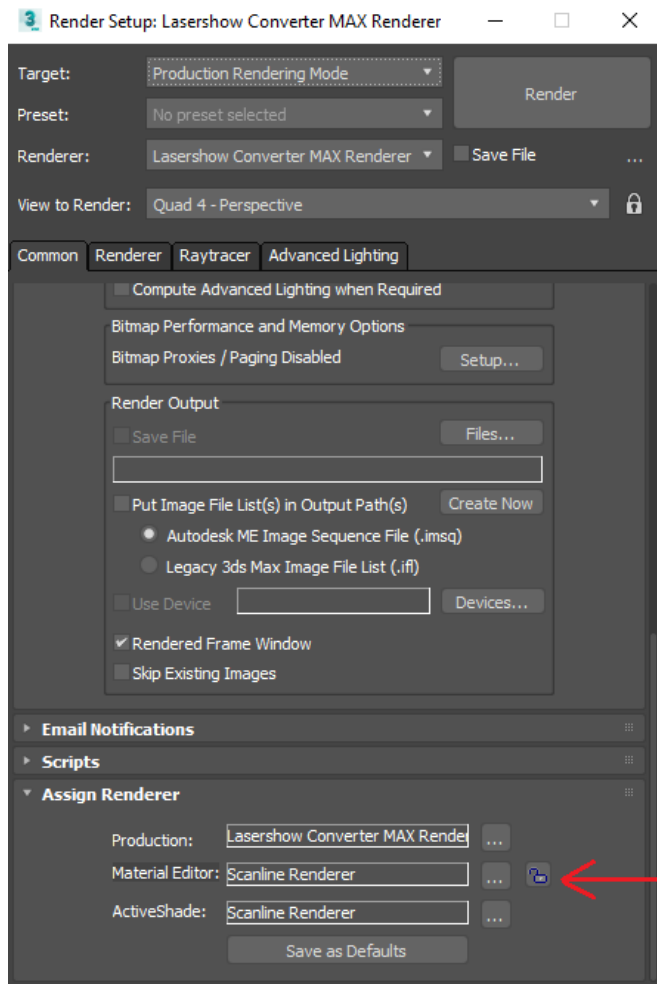 3 Render Setup: Lasershow Converter MAX Renderer
Target: Production Rendering Mode
Render
Preset: No preset selected
Renderer: Lasershow Converter MAX Renderer Save File ...
View to Render: Quad 4 - Perspective
Common Renderer Raytracer Advanced Lighting
Compute Advanced Lighting when Required
Bitmap Performance and Memory Options
Bitmap Proxies / Paging Disabled Setup...
Render Output
Save File Files...
Put Image File List(s) in Output Path(s) Create Now
Autodesk ME Image Sequence File (.imsq)
Legacy 3ds Max Image File List (.ifl)
Use Device Devices...
Rendered Frame Window
Skip Existing Images
Email Notifications
Scripts
Assign Renderer
Production: Lasershow Converter MAX Render ...
Material Editor: Scanline Renderer ...
ActiveShade: Scanline Renderer ...
Save as Defaults